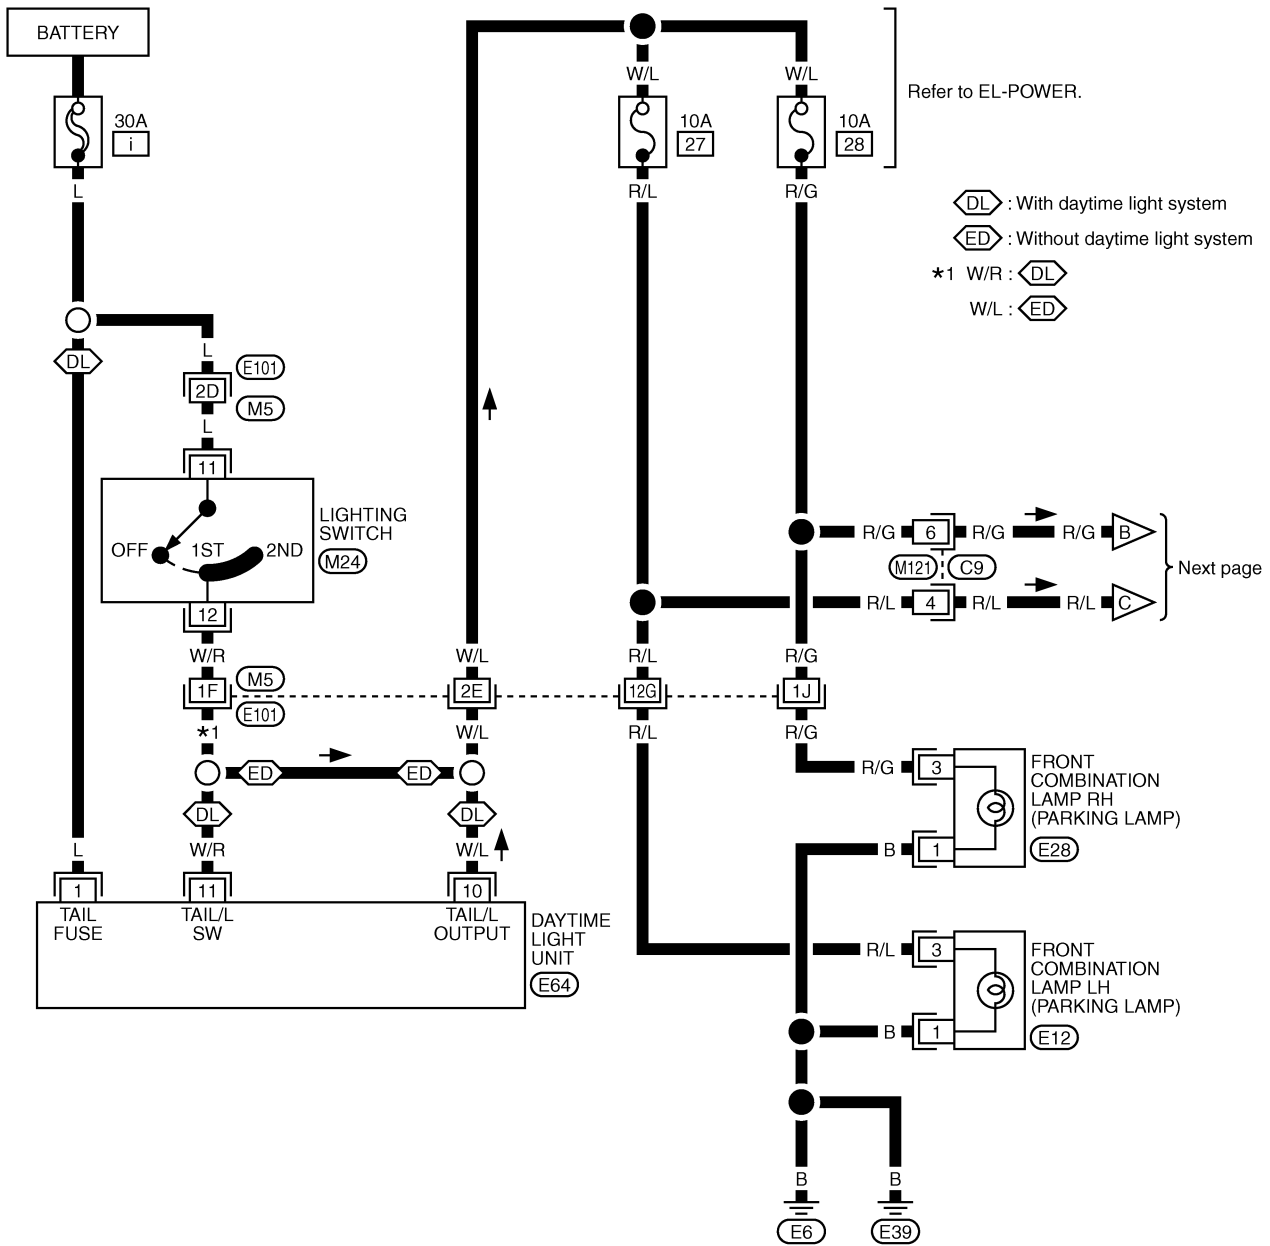 BATTERY
30A
i
L
W/L
W/L
10A
27
10A
28
Refer to EL-POWER.
R/L
R/G
DL : With daytime light system
ED : Without daytime light system
*1 W/R : DL
W/L : ED
DL
L
E101
2D
M5
L
11
LIGHTING
SWITCH
M24
OFF
1ST
2ND
12
R/G
6
R/G
R/G
B
M121
C9
R/L
4
R/L
R/L
C
Next page
W/R
W/L
R/L
R/G
1F
M5
E101
2E
12G
1J
*1
W/L
R/L
R/G
ED
ED
DL
DL
L
W/R
W/L
1
11
10
TAIL
FUSE
TAIL/L
SW
TAIL/L
OUTPUT
DAYTIME
LIGHT
UNIT
E64
R/G
3
B
1
FRONT
COMBINATION
LAMP RH
(PARKING LAMP)
E28
R/L
3
B
1
FRONT
COMBINATION
LAMP LH
(PARKING LAMP)
E12
B
B
E6
E39